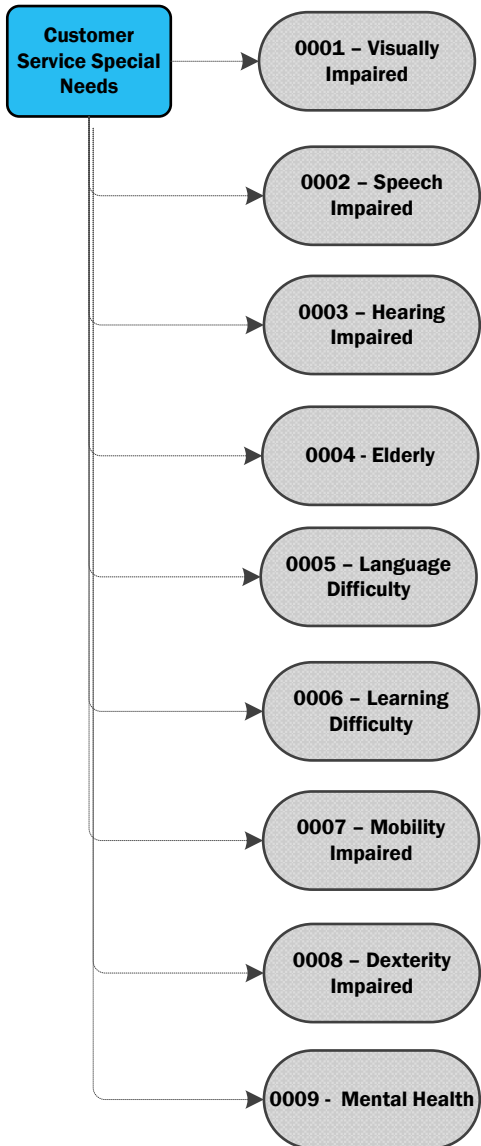 Customer
Service Special
Needs
0001 – Visually
Impaired
0002 – Speech
Impaired
0003 – Hearing
Impaired
0004 - Elderly
0005 – Language
Difficulty
0006 – Learning
Difficulty
0007 – Mobility
Impaired
0008 – Dexterity
Impaired
0009 -  Mental Health